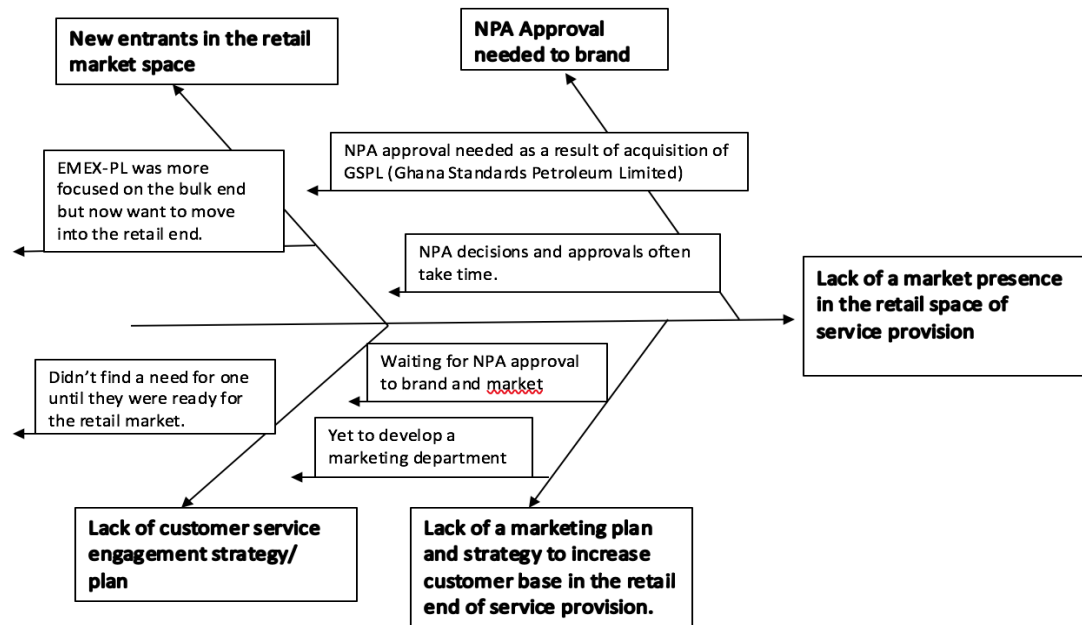 New entrants in the retail
market space
NPA Approval
needed to brand
EMEX-PL was more
focused on the bulk end
but now want to move
into the retail end.
NPA approval needed as a result of acquisition of
GSPL (Ghana Standards Petroleum Limited)
NPA decisions and approvals often
take time.
Lack of a market presence
in the retail space of
service provision
Didn’t find a need for one
until they were ready for
the retail market.
Waiting for NPA approval
to brand and market
Yet to develop a
marketing department
Lack of customer service
engagement strategy/
plan
Lack of a marketing plan
and strategy to increase
customer base in the retail
end of service provision.